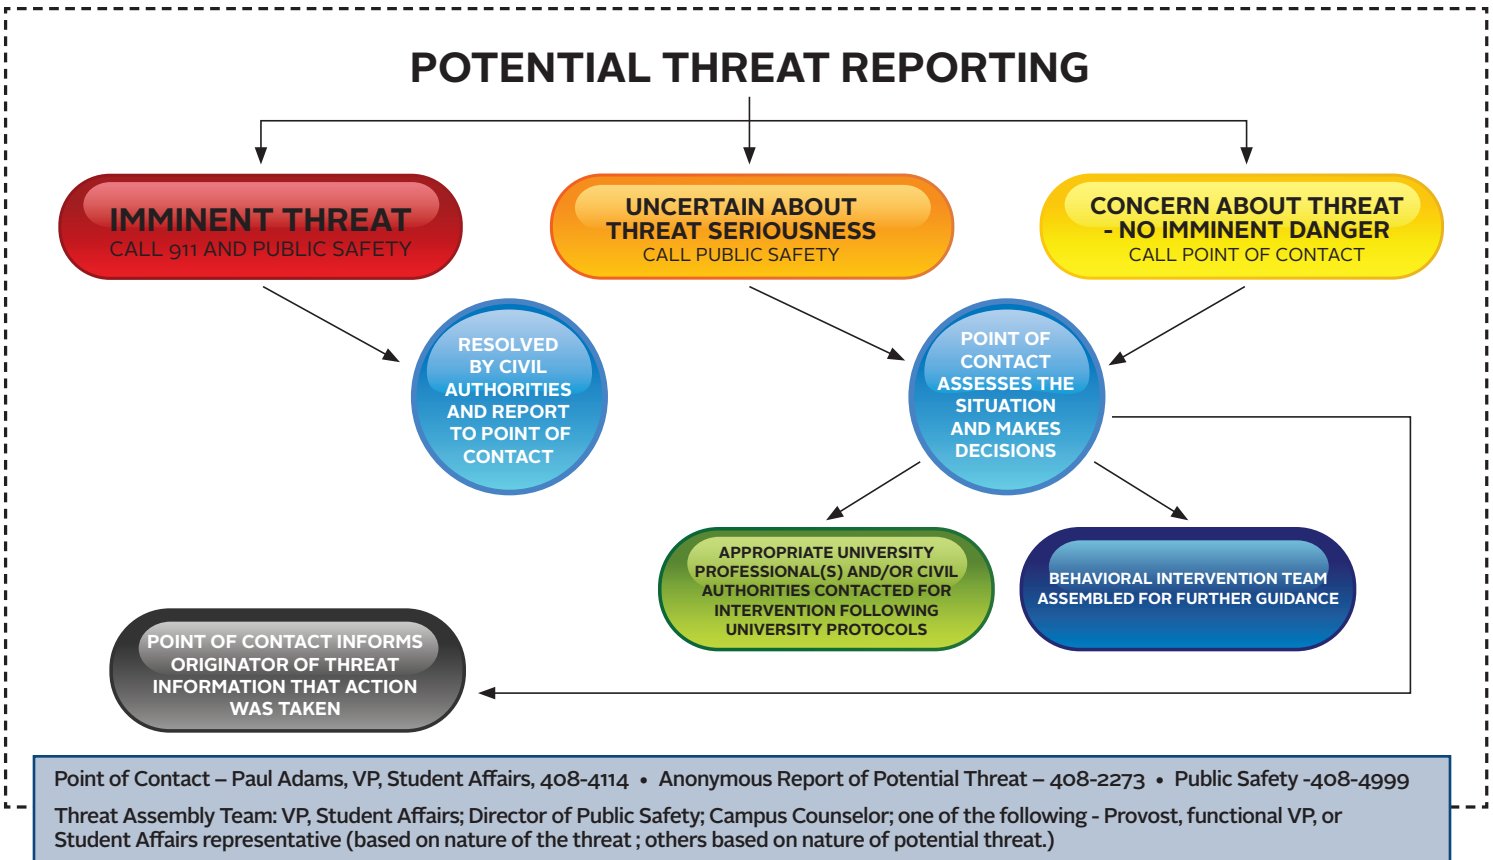 POTENTIAL THREAT REPORTING
IMMINENT THREAT
CALL 911 AND PUBLIC SAFETY
UNCERTAIN ABOUT
THREAT SERIOUSNESS
CALL PUBLIC SAFETY
CONCERN ABOUT THREAT
- NO IMMINENT DANGER
CALL POINT OF CONTACT
RESOLVED
BY CIVIL
AUTHORITIES
AND REPORT
TO POINT OF
CONTACT
POINT OF
CONTACT
ASSESSES THE
SITUATION
AND MAKES
DECISIONS
APPROPRIATE UNIVERSITY
PROFESSIONAL(S) AND/OR CIVIL
AUTHORITIES CONTACTED FOR
INTERVENTION FOLLOWING
UNIVERSITY PROTOCOLS
BEHAVIORAL INTERVENTION TEAM
ASSEMBLED FOR FURTHER GUIDANCE
POINT OF CONTACT INFORMS
ORIGINATOR OF THREAT
INFORMATION THAT ACTION
WAS TAKEN
Point of Contact – Paul Adams, VP, Student Affairs, 408-4114 • Anonymous Report of Potential Threat – 408-2273 • Public Safety -408-4999
Threat Assembly Team: VP, Student Affairs; Director of Public Safety; Campus Counselor; one of the following - Provost, functional VP, or
Student Affairs representative (based on nature of the threat ; others based on nature of potential threat.)